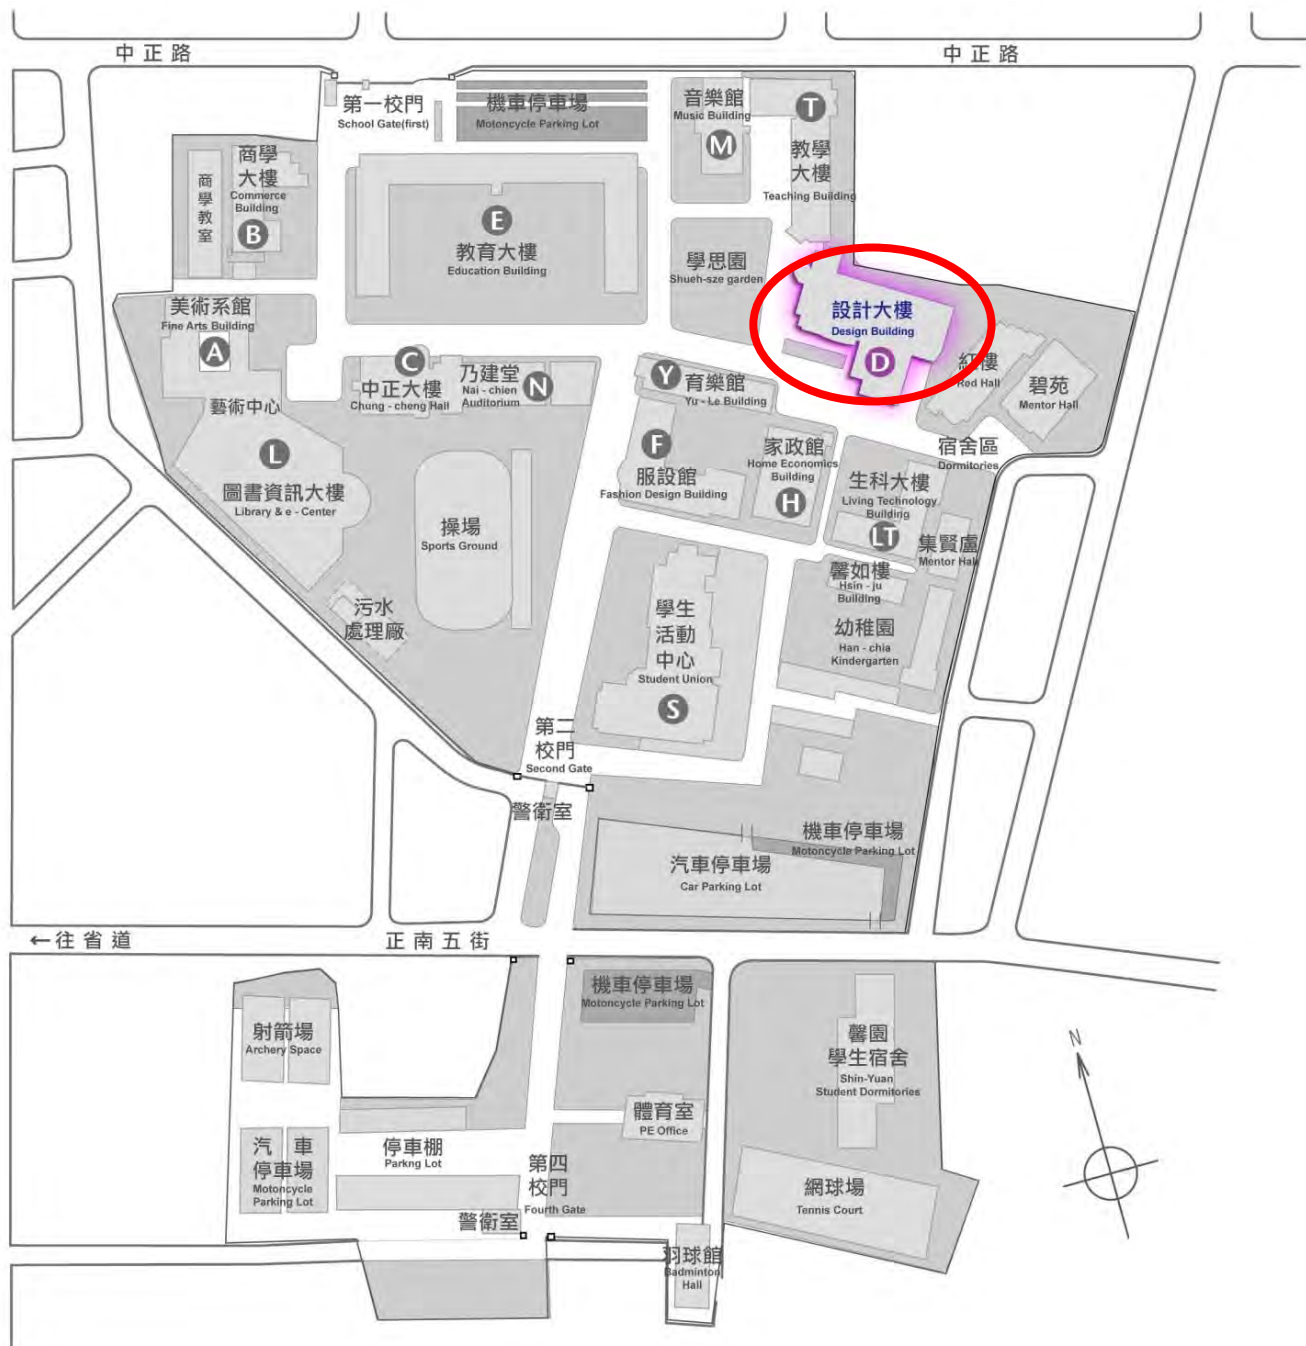 中正路
中正路
第一校門
School Gate(first)
機車停車場
Motoncycle Parking Lot
音樂館
Music Building
M
T
教學
大樓
Teaching Building
商學
大樓
Commerce
Building
B
商學教室
E
教育大樓
Education Building
學思園
Shueh-sze garden
設計大樓
Design Building
D
美術系館
Fine Arts Building
A
C
中正大樓
Chung - cheng Hall
乃建堂
Nai - chien
Auditorium
N
Y
育樂館
Yu - Le Building
紅樓
Red Hall
碧苑
Mentor Hall
藝術中心
L
圖書資訊大樓
Library & e - Center
F
服設館
Fashion Design Building
家政館
Home Economics
Building
H
宿舍區
Dormitories
生科大樓
Living Technology
Building
LT
集賢盧
Mentor Hall
操場
Sports Ground
馨如樓
Hsin - ju
Building
污水
處理廠
學生
活動
中心
Student Union
S
幼稚園
Han - chia
Kindergarten
第二
校門
Second Gate
警衛室
機車停車場
Motoncycle Parking Lot
汽車停車場
Car Parking Lot
←往省道
正南五街
機車停車場
Motoncycle Parking Lot
射箭場
Archery Space
馨園
學生宿舍
Shin-Yuan
Student Dormitories
N
體育室
PE Office
汽車
停車場
Motoncycle
Parking Lot
停車棚
Parkng Lot
第四
校門
Fourth Gate
警衛室
網球場
Tennis Court
羽球館
Badminton
Hall